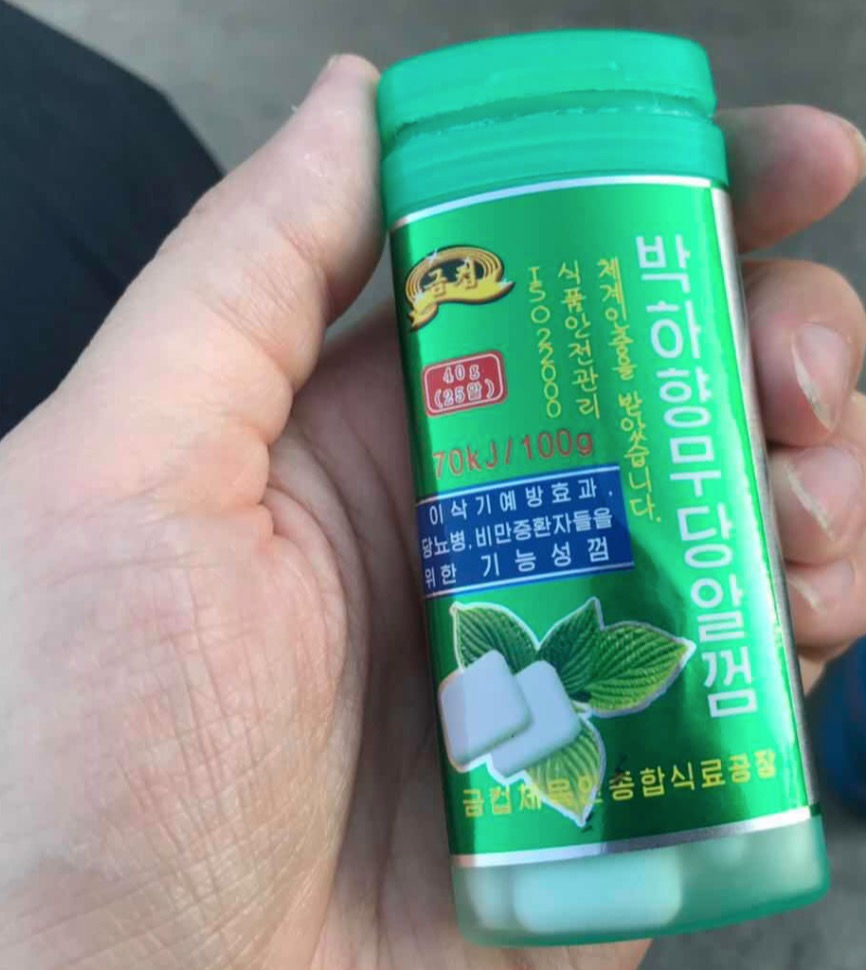 금컵
40g
(25알)
박하향무당알껌
체계인증을 받았습니다.
식품안전관리
ISO22000
70kJ/100g
이삭기예방효과.
당뇨병.비만증환자들을
위한 기능성껌
금컵체육인종합식료공장